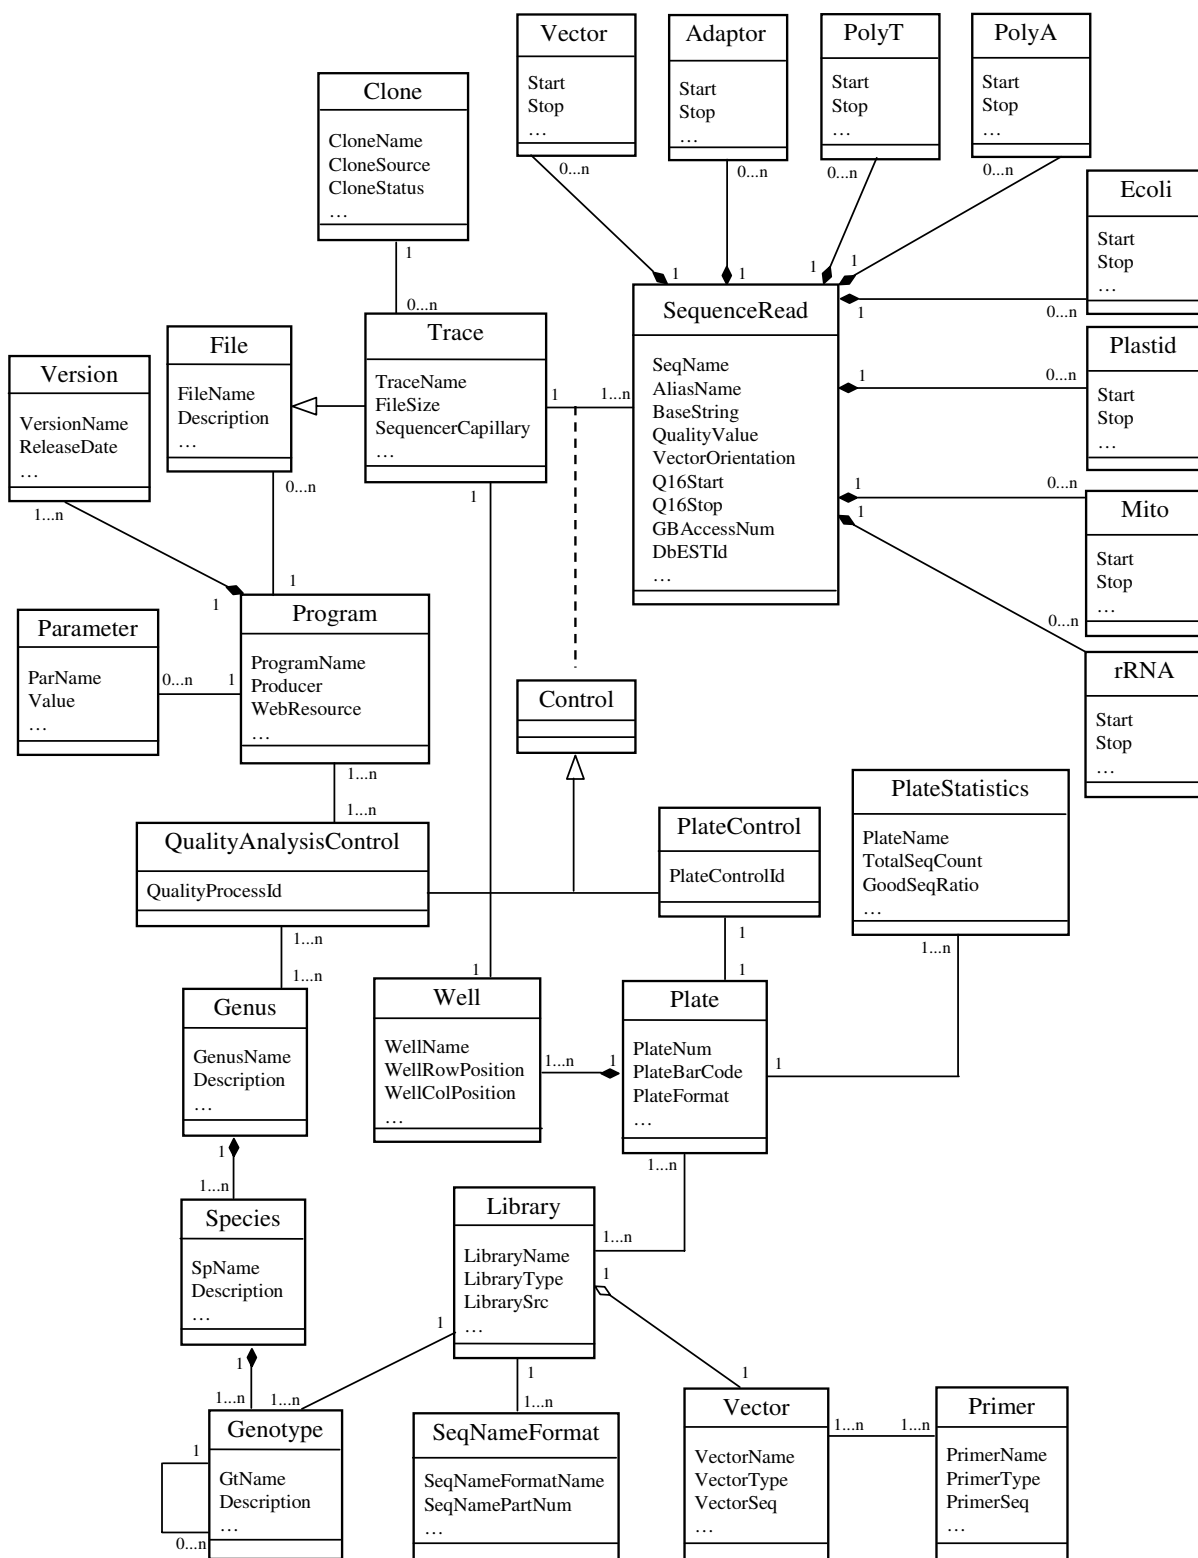 Vector
Start
Stop
…
0...n
Adaptor
Start
Stop
…
0...n
PolyT
Start
Stop
…
0...n
PolyA
Start
Stop
…
0...n
Clone
CloneName
CloneSource
CloneStatus
…
1
0...n
Ecoli
Start
Stop
…
0...n
1
1
1
1
1
SequenceRead
SeqName
AliasName
BaseString
QualityValue
VectorOrientation
Q16Start
Q16Stop
GBAccessNum
DbESTId
…
1
1
1
Trace
TraceName
FileSize
SequencerCapillary
…
1
1...n
1
File
FileName
Description
…
0...n
1
Version
VersionName
ReleaseDate
…
1...n
1
Plastid
Start
Stop
…
0...n
Mito
Start
Stop
…
0...n
rRNA
Start
Stop
…
0...n
Program
ProgramName
Producer
WebResource
…
1...n
Parameter
ParName
Value
…
0...n
1
Control
PlateStatistics
PlateName
TotalSeqCount
GoodSeqRatio
…
1...n
1
1...n
QualityAnalysisControl
QualityProcessId
1...n
PlateControl
PlateControlId
1
1
1...n
Genus
GenusName
Description
…
1
1...n
1
Well
WellName
WellRowPosition
WellColPosition
…
1...n
1
Plate
PlateNum
PlateBarCode
PlateFormat
…
1...n
Species
SpName
Description
…
1
1...n
Library
LibraryName
LibraryType
LibrarySrc
…
1...n
1
1
1...n
1
1...n
1
Genotype
GtName
Description
…
1
0...n
SeqNameFormat
SeqNameFormatName
SeqNamePartNum
…
Vector
VectorName
VectorType
VectorSeq
…
1...n
1...n
Primer
PrimerName
PrimerType
PrimerSeq
…